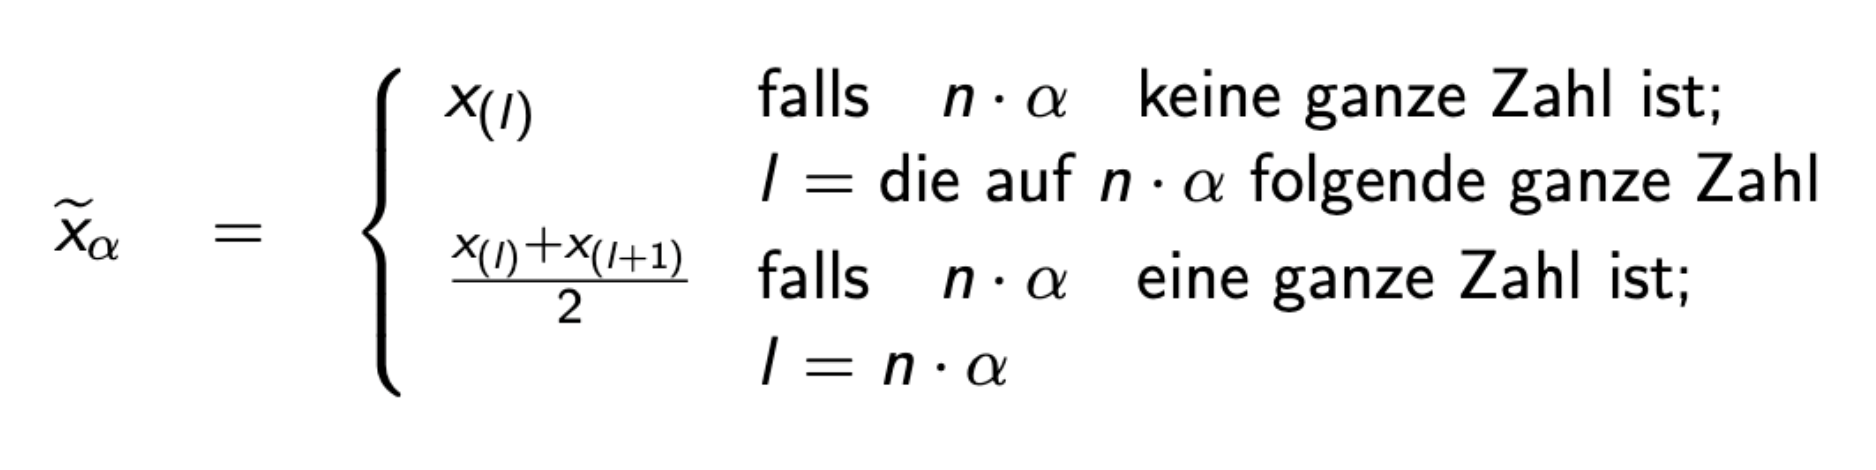 x_(l) falls n · α keine ganze Zahl ist;
l = die auf n · α folgende ganze Zahl
x̃_α = {
(x_(l) + x_(l+1))/2 falls n · α eine ganze Zahl ist;
l = n · α